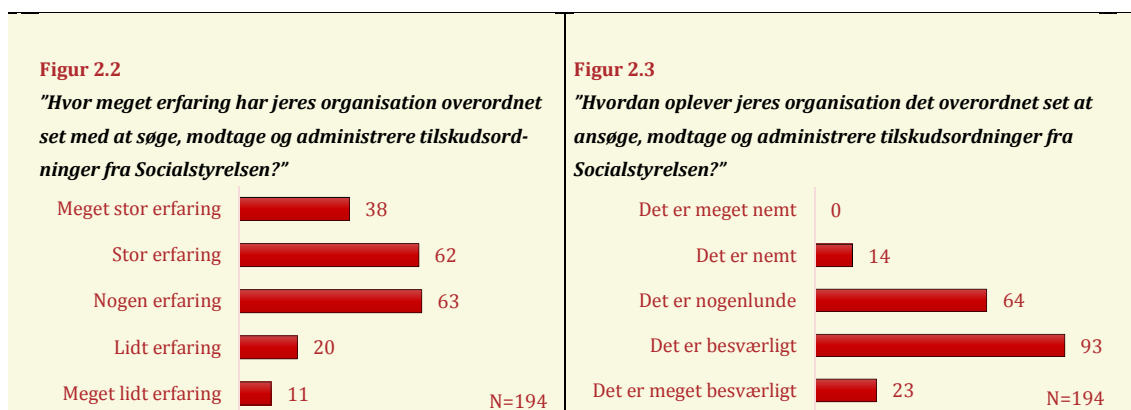 Figur 2.2
"Hvor meget erfaring har jeres organisation overordnet
set med at søge, modtage og administrere tilskudsord-
ninger fra Socialstyrelsen?"
Meget stor erfaring 38
Stor erfaring 62
Nogen erfaring 63
Lidt erfaring 20
Meget lidt erfaring 11
N=194
Figur 2.3
"Hvordan oplever jeres organisation det overordnet set at
ansøge, modtage og administrere tilskudsordninger fra
Socialstyrelsen?"
Det er meget nemt 0
Det er nemt 14
Det er nogenlunde 64
Det er besværligt 93
Det er meget besværligt 23
N=194